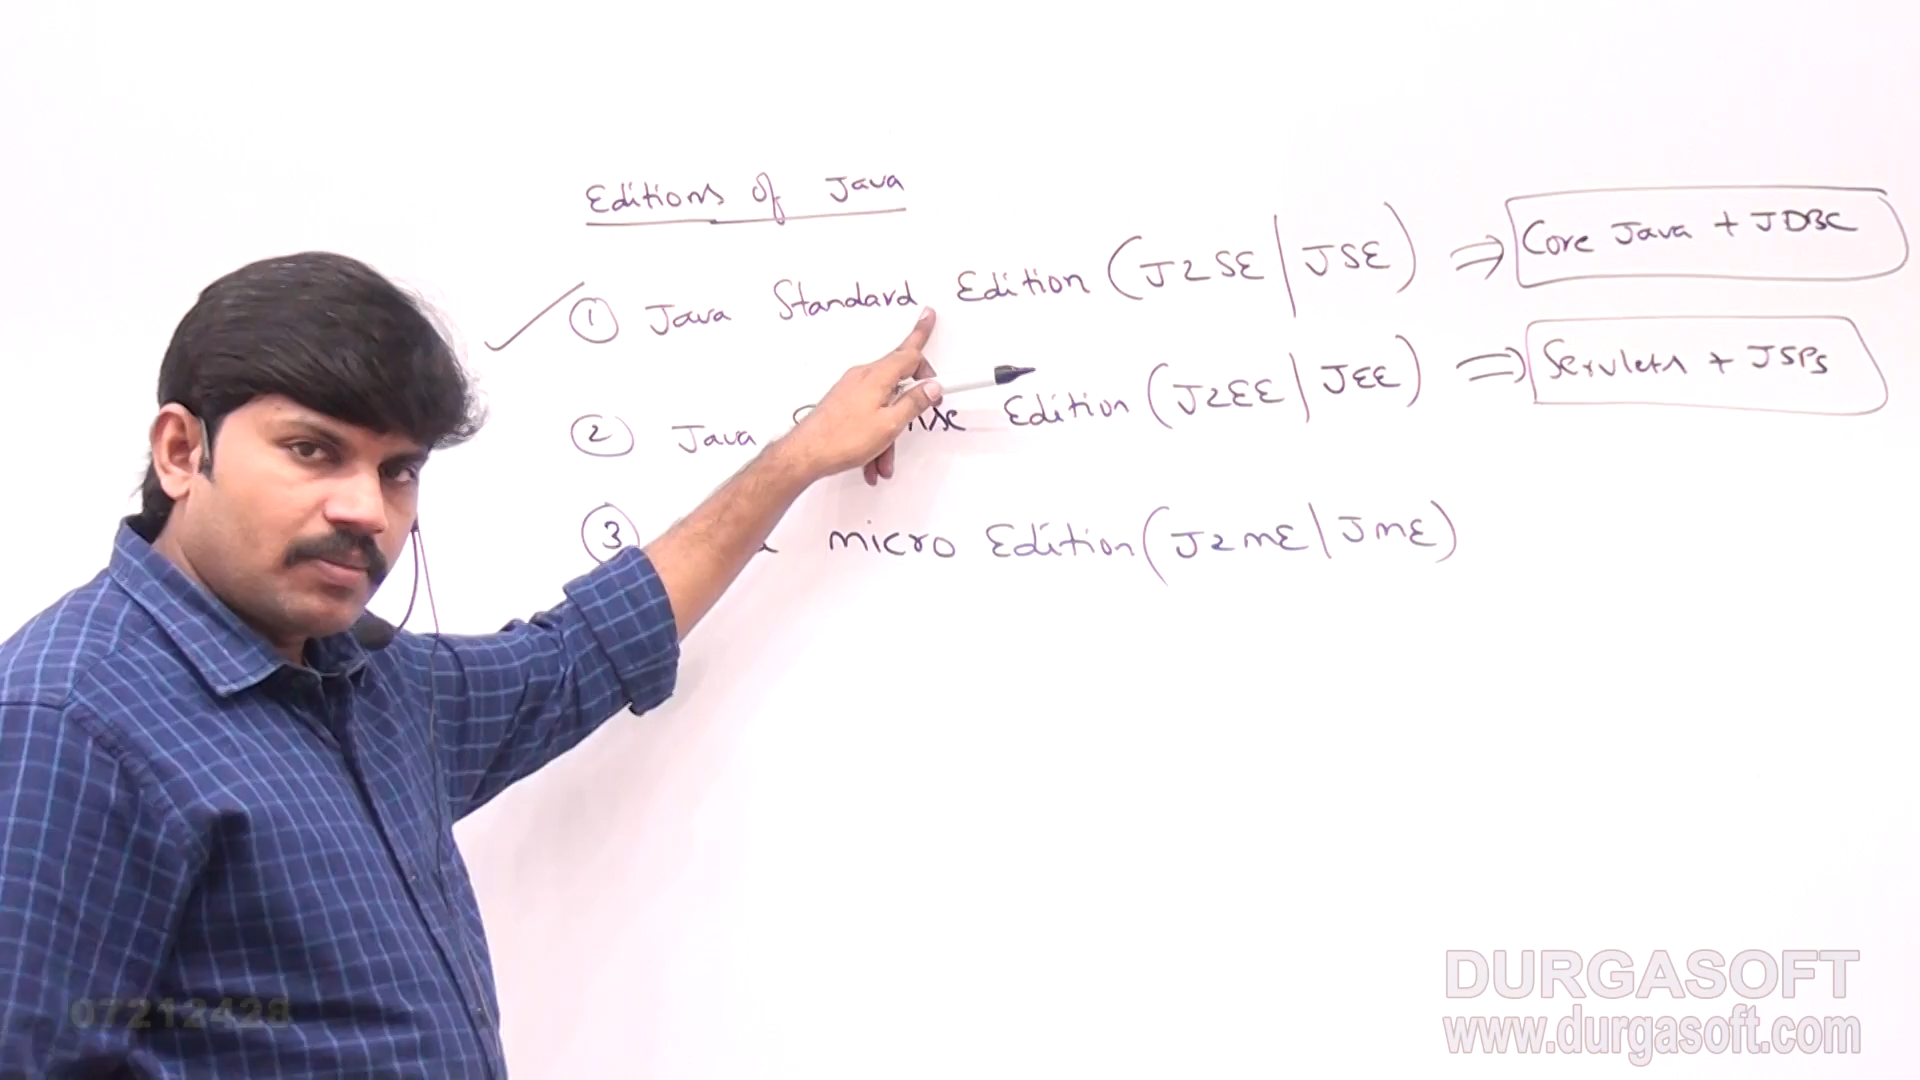 Editions of Java
① Java Standard Edition (J2SE | JSE) ⇒ Core Java + JDBC
② Java Edition (J2EE | JEE) ⇒ Servlets + JSPs
③ micro Edition (J2ME | JME)
DURGASOFT
www.durgasoft.com
07212428